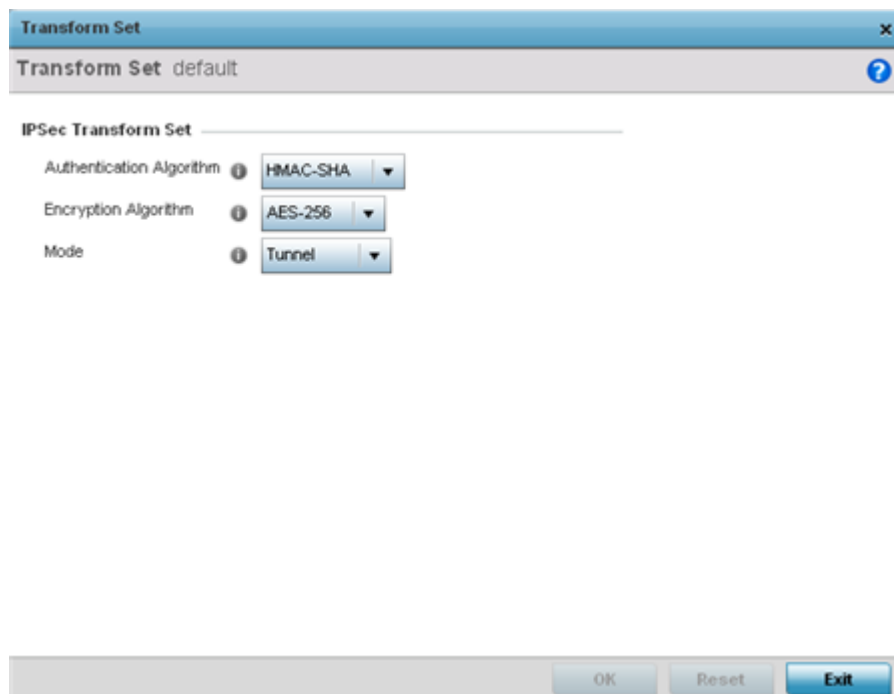 Transform Set
Transform Set default
IPSec Transform Set
Authentication Algorithm HMAC-SHA
Encryption Algorithm AES-256
Mode Tunnel
OK Reset Exit